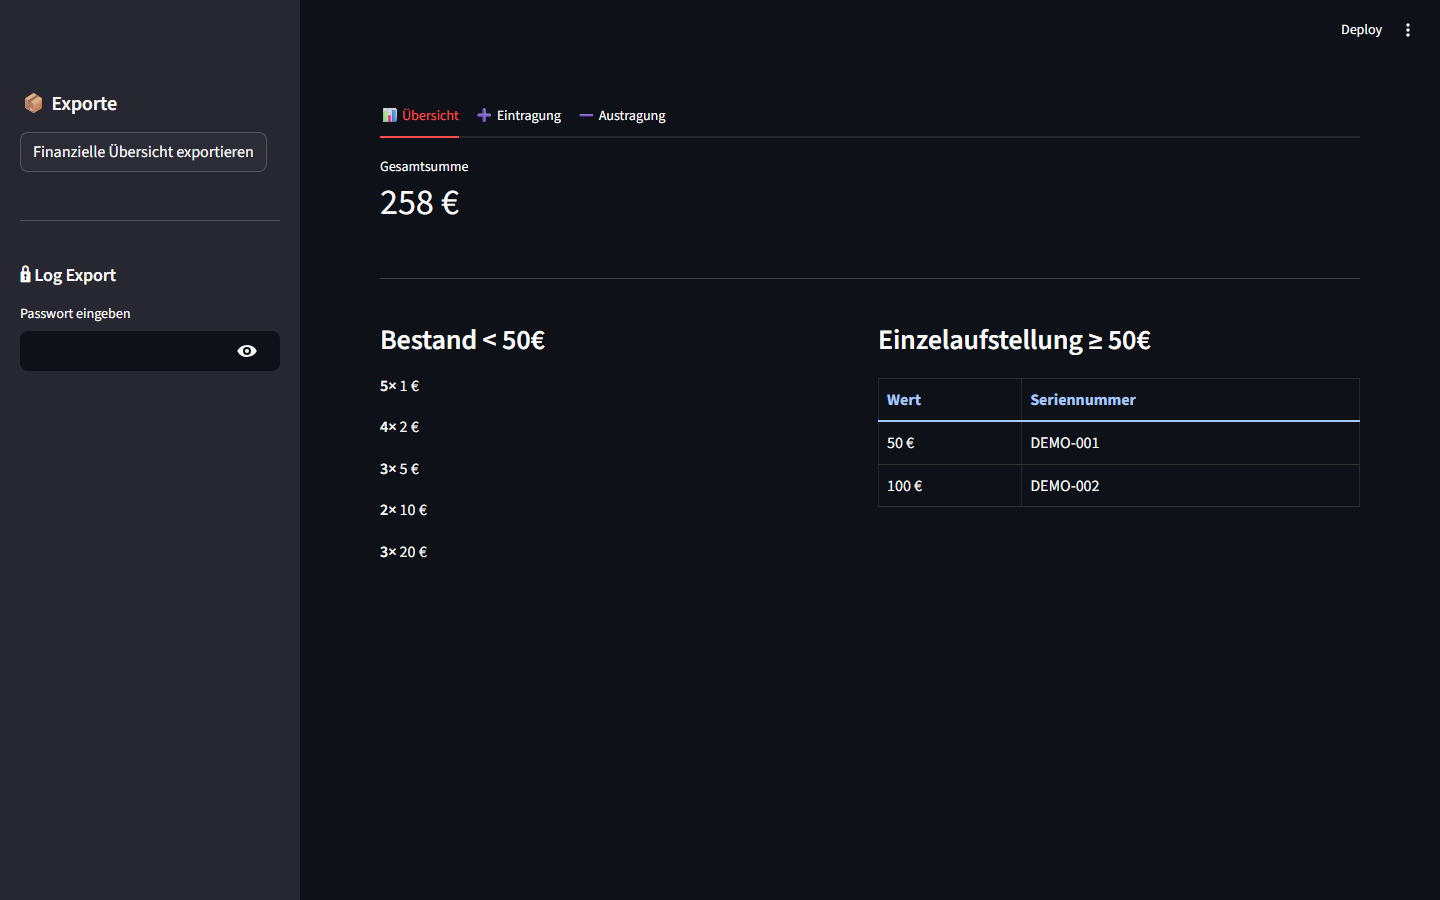 Deploy
📦 Exporte
Finanzielle Übersicht exportieren
🔒 Log Export
Passwort eingeben
📊 Übersicht ➕ Eintragung ➖ Austragung
Gesamtsumme
258 €
Bestand < 50€
5× 1 €
4× 2 €
3× 5 €
2× 10 €
3× 20 €
Einzelaufstellung ≥ 50€
Wert Seriennummer
50 € DEMO-001
100 € DEMO-002